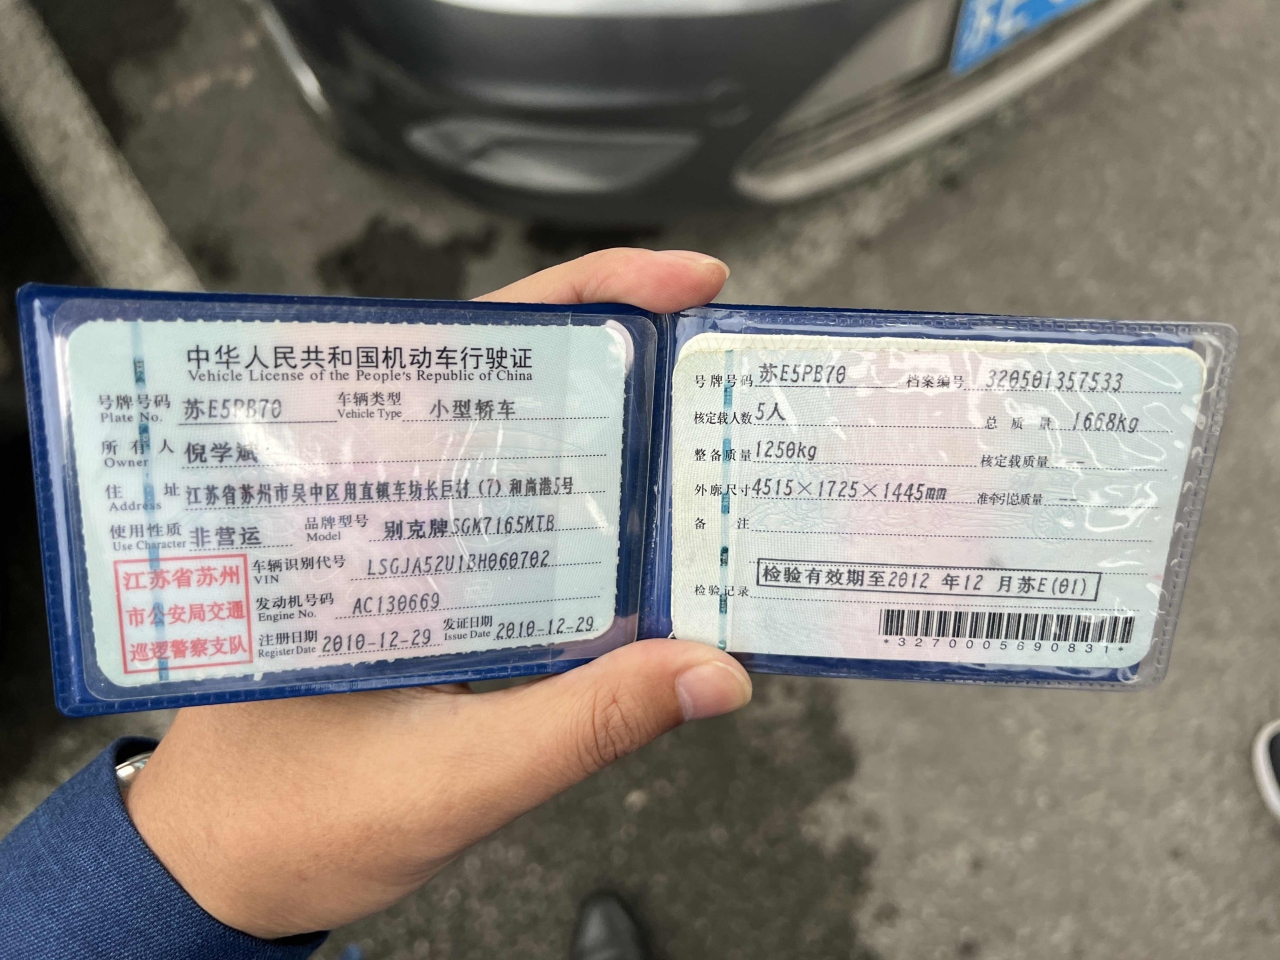 中华人民共和国机动车行驶证
Vehicle License of the People's Republic of China
号牌号码 苏E5PB70 车辆类型 小型轿车
Plate No. Vehicle Type
所有人 倪学斌
Owner
住址 江苏省苏州市吴中区甪直镇车坊长巨村(7)和尚港5号
Address
使用性质 非营运 品牌型号 别克牌SGM7165MTB
Use Character Model
江苏省苏州
市公安局交通
巡逻警察支队
车辆识别代号 LSGJA52U1BH060702
VIN
发动机号码 AC130669
Engine No.
注册日期 2010-12-29 发证日期 2010-12-29
Register Date Issue Date
号牌号码 苏E5PB70 档案编号 320501357533
核定载人数 5人 总质量 1668kg
整备质量 1250kg 核定载质量 --
外廓尺寸 4515×1725×1445mm 准牵引总质量 --
备注
检验记录 检验有效期至2012 年12 月苏E(01)
*3270005690831*